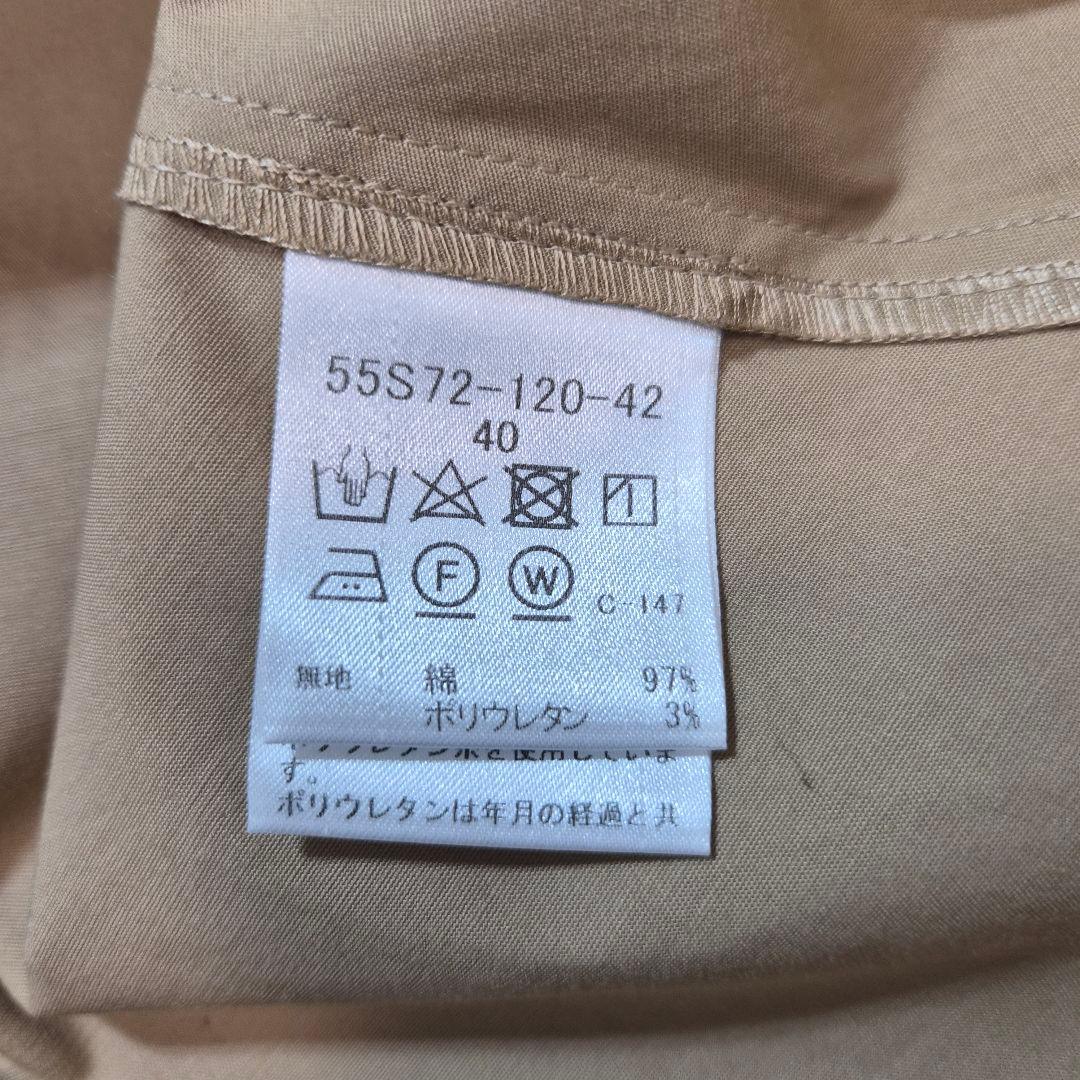 55S72-120-42
40
F W C-147
無地 綿 97%
ポリウレタン 3%
す。
ポリウレタンは年月の経過と共